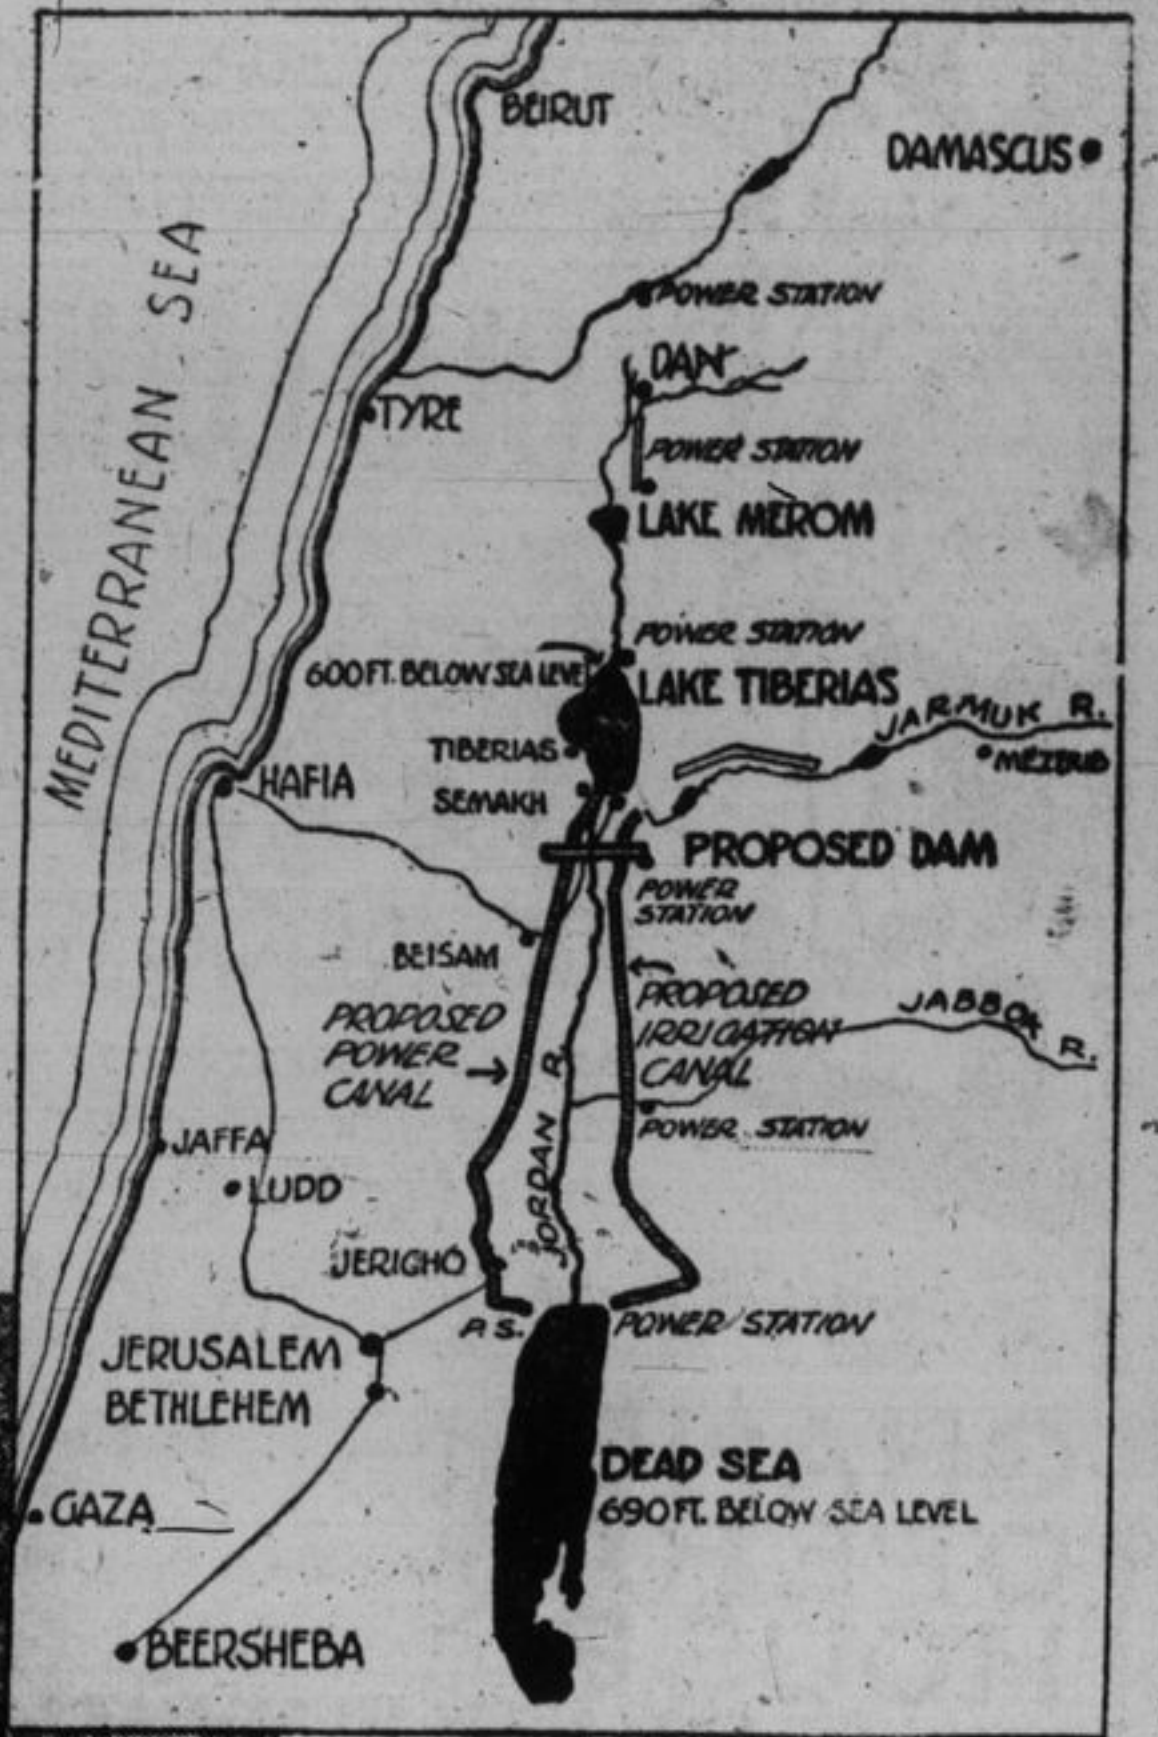 BEIRUT
DAMASCUS
MEDITERRANEAN SEA
POWER STATION
DAN
TYRE
POWER STATION
LAKE MEROM
POWER STATION
600 FT. BELOW SEA LEVEL
LAKE TIBERIAS
JARMUK R.
TIBERIAS
MEZERIB
HAFIA
SEMAKH
PROPOSED DAM
POWER
STATION
BEISAM
PROPOSED
POWER
CANAL
PROPOSED
IRRIGATION
CANAL
JABBOK R.
JORDAN R.
POWER STATION
JAFFA
LUDD
JERICHO
P.S.
POWER STATION
JERUSALEM
BETHLEHEM
DEAD SEA
690 FT. BELOW SEA LEVEL
GAZA
BEERSHEBA